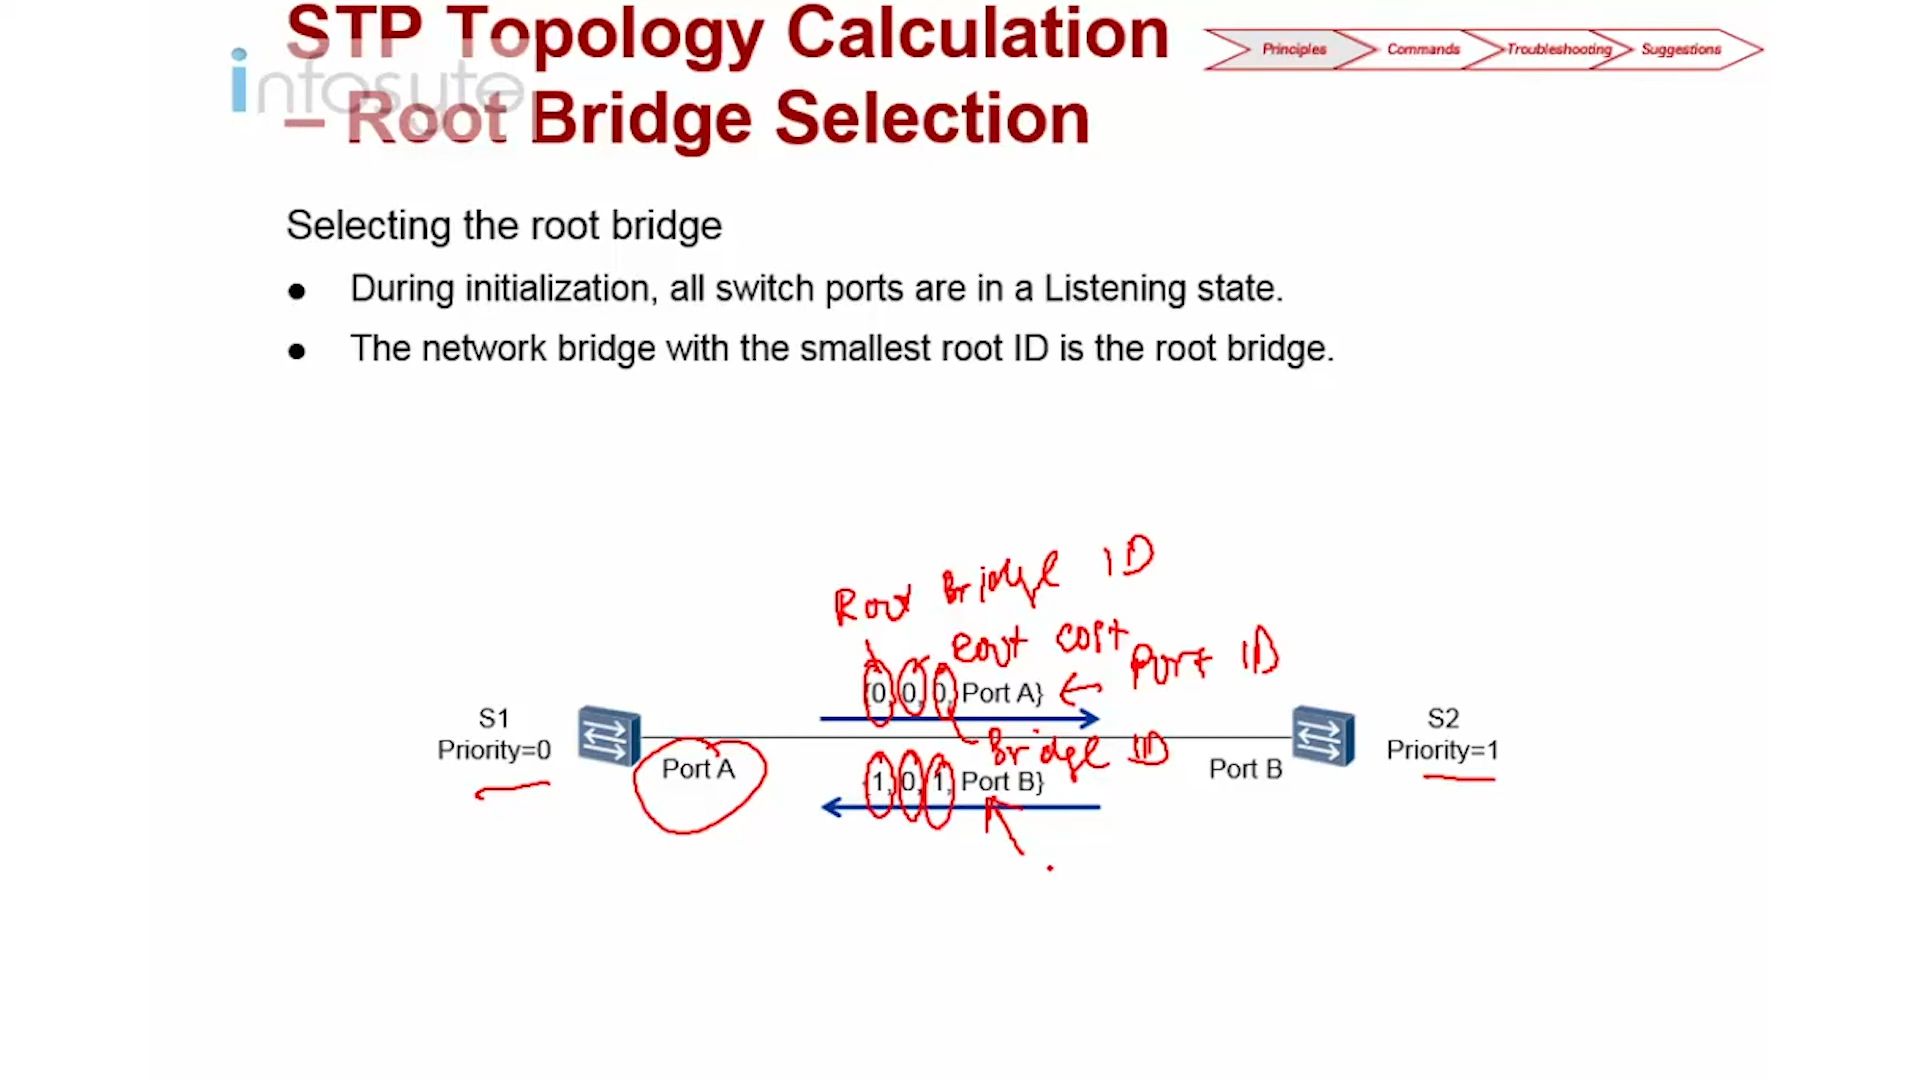 STP Topology Calculation
– Root Bridge Selection
infosute
Principles
Commands
Troubleshooting
Suggestions
Selecting the root bridge
● During initialization, all switch ports are in a Listening state.
● The network bridge with the smallest root ID is the root bridge.
Root Bridge ID
Root cost
Port ID
{0, 0, 0, Port A}
S1
Priority=0
Port A
Bridge ID
{1, 0, 1, Port B}
Port B
S2
Priority=1